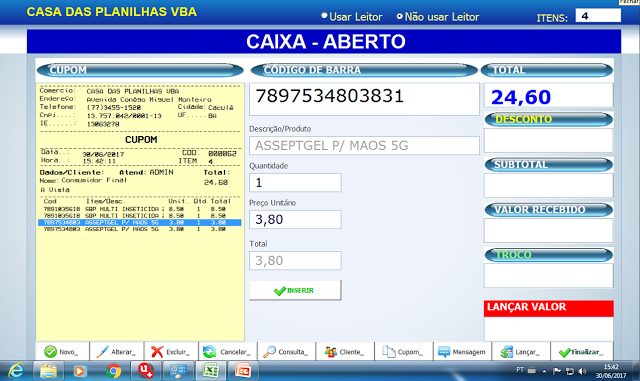 Fechar
CASA DAS PLANILHAS VBA
Usar Leitor
Não usar Leitor
ITENS: 4
CAIXA - ABERTO
CUPOM
Comercio: CASA DAS PLANILHAS VBA
Endereso: Avenida Conégo Miguel Monteiro
Telefone: (77)3455-1520 Cidade: Caculé
Cnpj...: 13.757.042/0001-13 UF.....BA
IE......: 13063279
CUPOM
Data..: 30/06/2017 COD: 000062
Hora.: 15:42:11 ITEM 4
Dados/Cliente: Atend: ADMIN Total:
Nome: Consumidor Final 24.60
A Vista
Cod Item/Desc. Unit. Qtd Total
7891035618 SBP MULTI INSETICIDA 8.50 1 8.50
7891035618 SBP MULTI INSETICIDA 8.50 1 8.50
7897534803 ASSEPTGEL P/ MAOS 5G 3.80 1 3.80
7897534803 ASSEPTGEL P/ MAOS 5G 3.80 1 3.80
CÓDIGO DE BARRA
7897534803831
Descrição/Produto
ASSEPTGEL P/ MAOS 5G
Quantidade
1
Preço Unitário
3,80
Total
3,80
INSERIR
TOTAL
24,60
DESCONTO
SUBTOTAL
VALOR RECEBIDO
TROCO
LANÇAR VALOR
Novo_
Alterar_
Excluir_
Cancelar_
Consulta_
Cliente_
Cupom_
Mensagem
Lançar_
Finalizar_
PT
15:42
30/06/2017